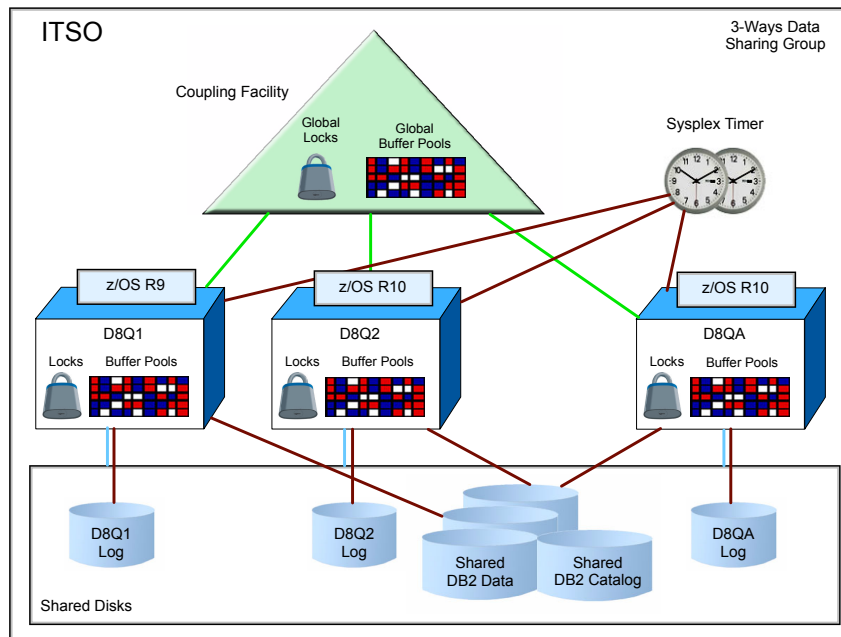 ITSO
3-Ways Data
Sharing Group
Coupling Facility
Global
Locks
Global
Buffer Pools
Sysplex Timer
z/OS R9
z/OS R10
z/OS R10
D8Q1
Locks
Buffer Pools
D8Q2
Locks
Buffer Pools
D8QA
Locks
Buffer Pools
D8Q1
Log
D8Q2
Log
Shared
DB2 Data
Shared
DB2 Catalog
D8QA
Log
Shared Disks